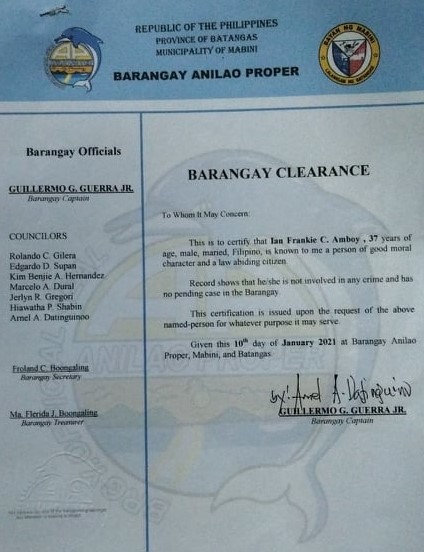 REPUBLIC OF THE PHILIPPINES
PROVINCE OF BATANGAS
MUNICIPALITY OF MABINI
BARANGAY ANILAO PROPER
BAYAN NG MABINI
Barangay Officials
GUILLERMO G. GUERRA JR.
Barangay Captain
COUNCILORS
Rolando C. Gilera
Edgardo D. Supan
Kim Benjie A. Hernandez
Marcelo A. Dural
Jerlyn R. Gregori
Hiawatha P. Shabin
Arnel A. Datinguinoo
Froland C. Boongaling
Barangay Secretary
Ma. Flerida J. Boongaling
Barangay Treasurer
BARANGAY CLEARANCE
To Whom It May Concern:
This is to certify that Ian Frankie C. Amboy , 37 years of
age, male, maried, Filipino, is known to me a person of good moral
character and a law abiding citizen.
Record shows that he/she is not involved in any crime and has
no pending case in the Barangay.
This certification is issued upon the request of the above
named-person for whatever purpose it may serve.
Given this 10th day of January 2021 at Barangay Anilao
Proper, Mabini, and Batangas.
by: Arnel A. Datinguinoo
GUILLERMO G. GUERRA JR.
Barangay Captain